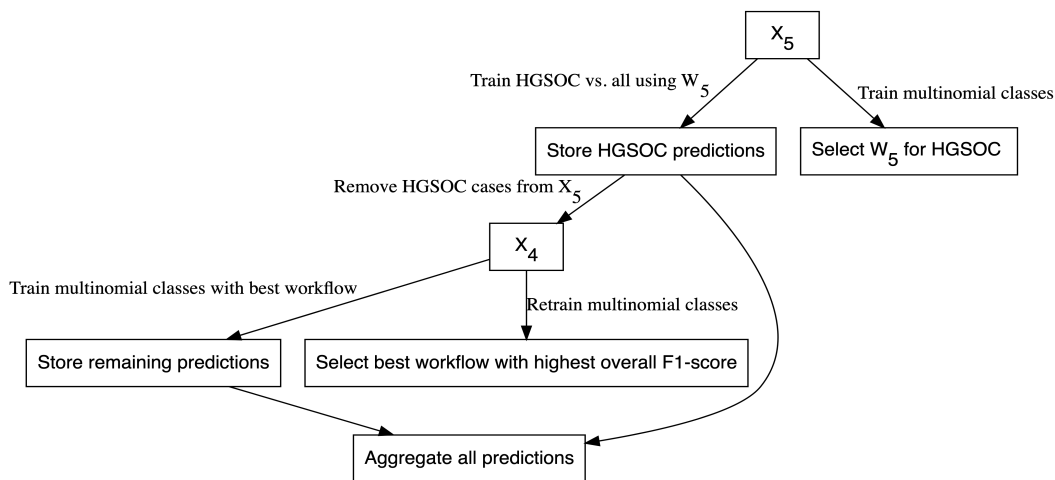 X₅
Train HGSOC vs. all using W₅
Train multinomial classes
Store HGSOC predictions
Select W₅ for HGSOC
Remove HGSOC cases from X₅
X₄
Train multinomial classes with best workflow
Retrain multinomial classes
Store remaining predictions
Select best workflow with highest overall F1-score
Aggregate all predictions